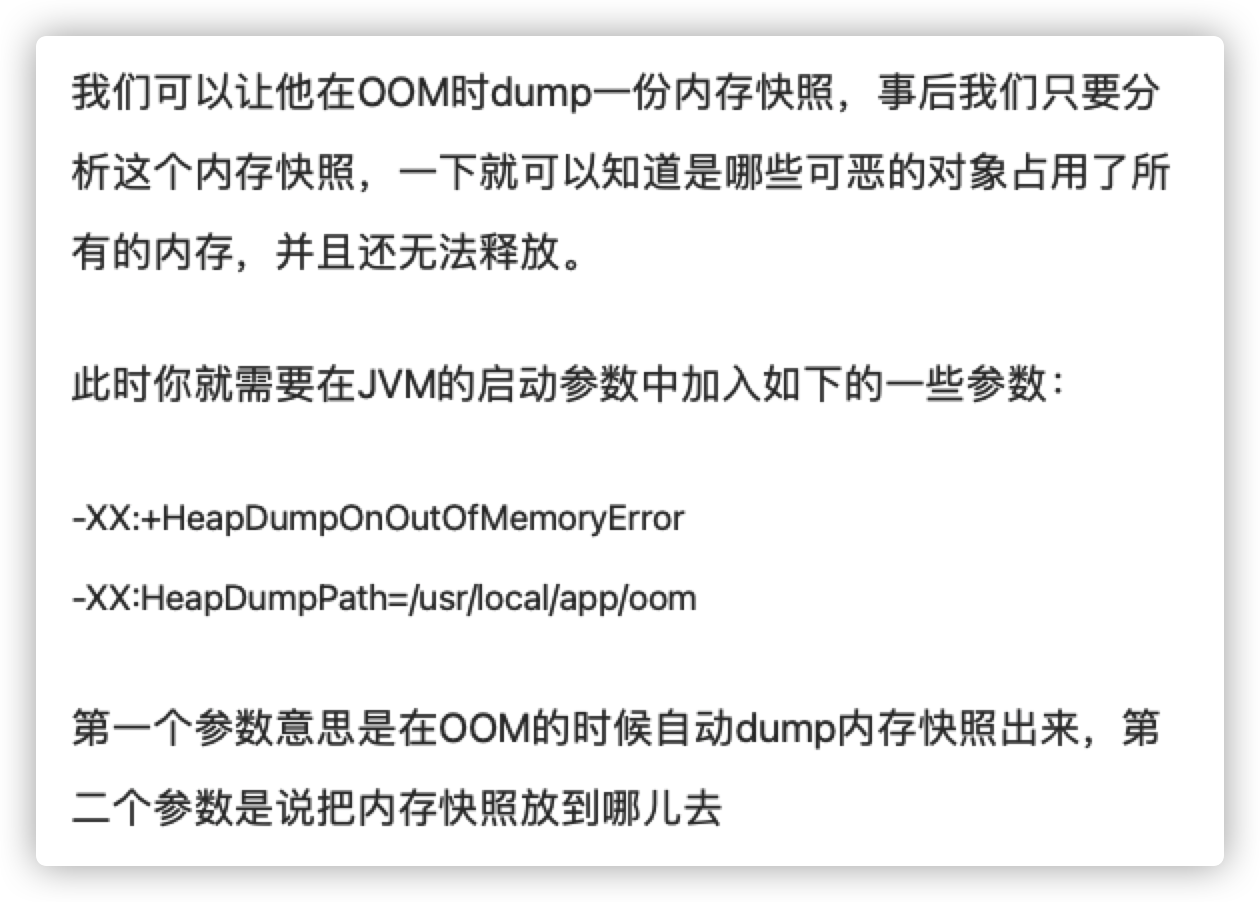 我们可以让他在OOM时dump一份内存快照，事后我们只要分
析这个内存快照，一下就可以知道是哪些可恶的对象占用了所
有的内存，并且还无法释放。
此时你就需要在JVM的启动参数中加入如下的一些参数：
-XX:+HeapDumpOnOutOfMemoryError
-XX:HeapDumpPath=/usr/local/app/oom
第一个参数意思是在OOM的时候自动dump内存快照出来，第
二个参数是说把内存快照放到哪儿去